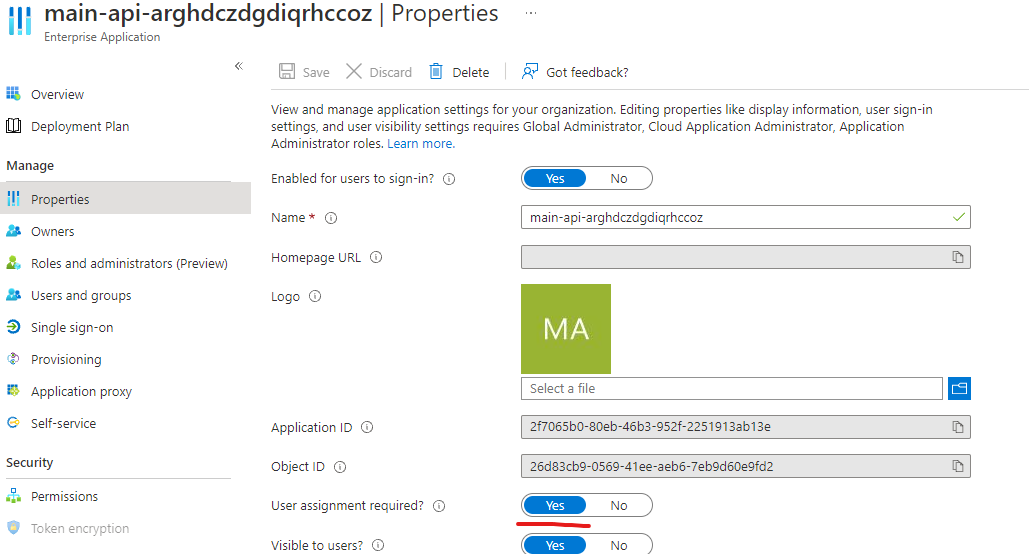 main-api-arghdczdgdiqrhccoz | Properties ...
Enterprise Application
«
Overview
Deployment Plan
Manage
Properties
Owners
Roles and administrators (Preview)
Users and groups
Single sign-on
Provisioning
Application proxy
Self-service
Security
Permissions
Token encryption
Save Discard Delete Got feedback?
View and manage application settings for your organization. Editing properties like display information, user sign-in
settings, and user visibility settings requires Global Administrator, Cloud Application Administrator, Application
Administrator roles. Learn more.
Enabled for users to sign-in? Yes No
Name * main-api-arghdczdgdiqrhccoz
Homepage URL
Logo
MA
Select a file
Application ID 2f7065b0-80eb-46b3-952f-2251913ab13e
Object ID 26d83cb9-0569-41ee-aeb6-7eb9d60e9fd2
User assignment required? Yes No
Visible to users? Yes No